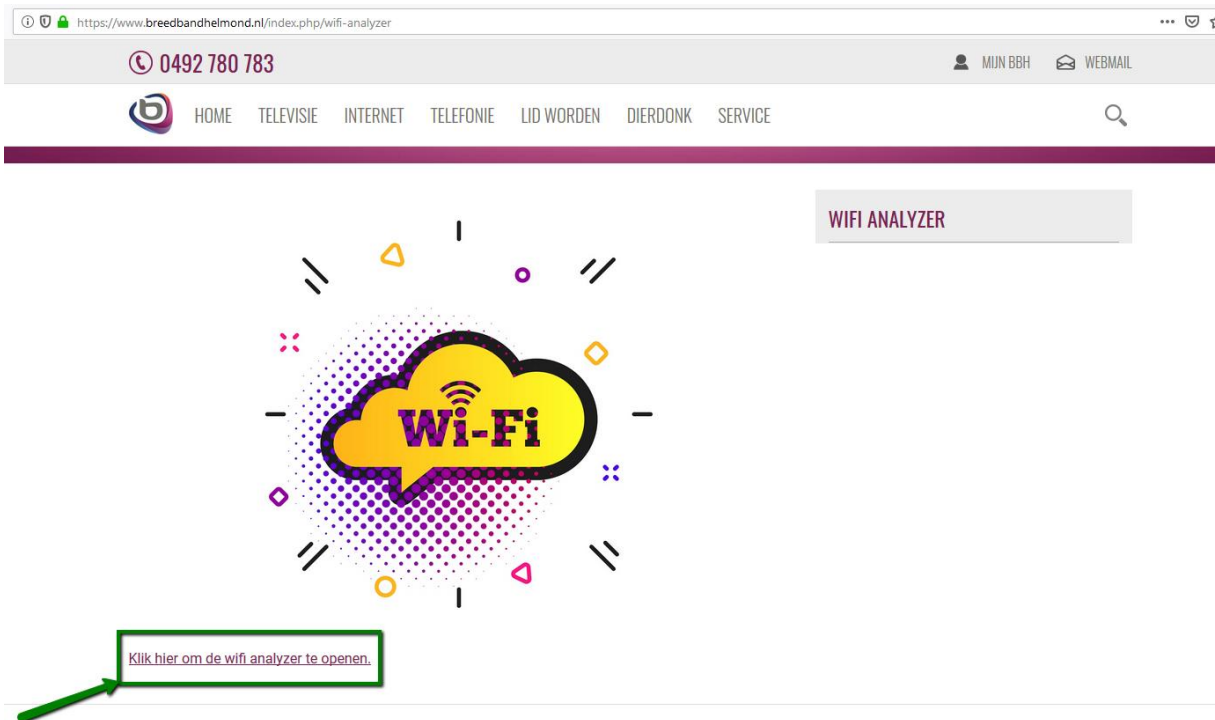 https://www.breedbandhelmond.nl/index.php/wifi-analyzer
0492 780 783
MIJN BBH
WEBMAIL
b
HOME
TELEVISIE
INTERNET
TELEFONIE
LID WORDEN
DIERDONK
SERVICE
WIFI ANALYZER
Wi-Fi
Klik hier om de wifi analyzer te openen.